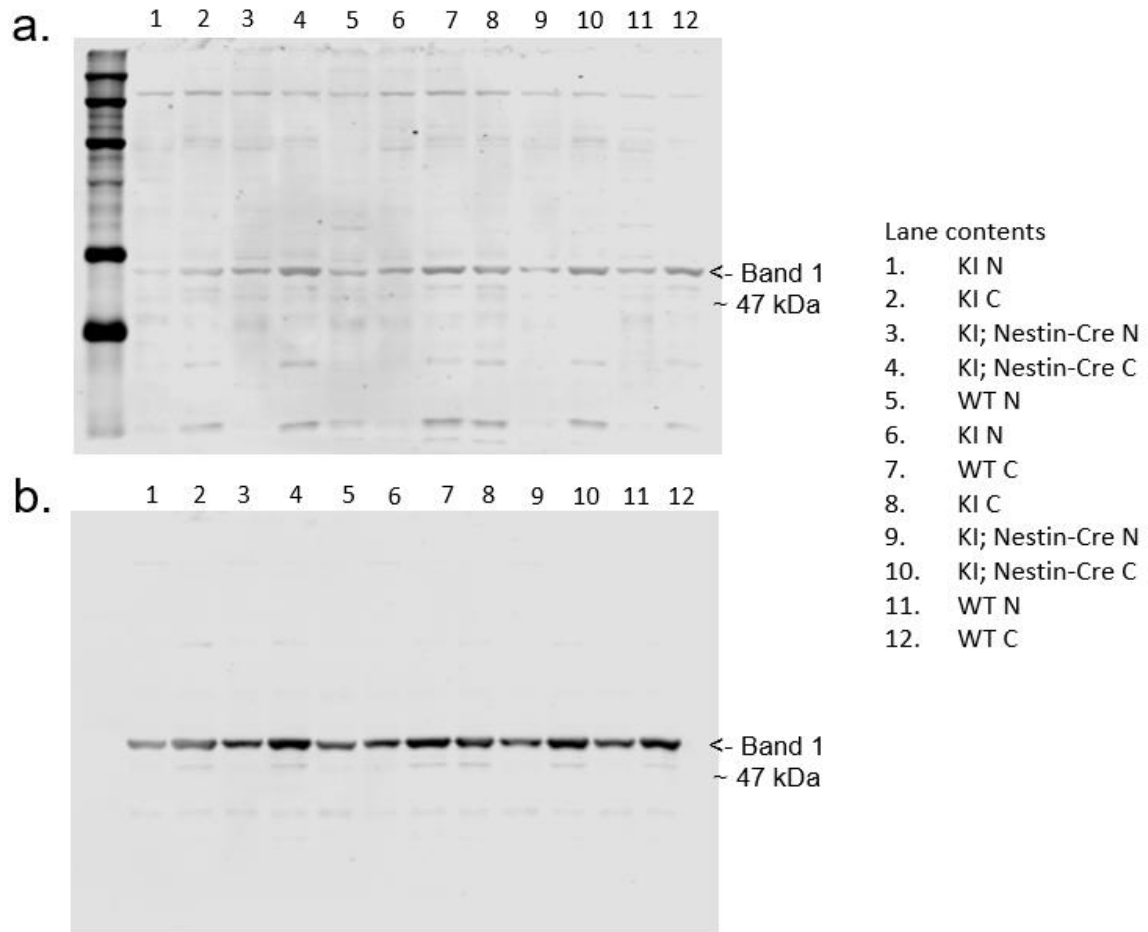 a.
1 2 3 4 5 6 7 8 9 10 11 12
<- Band 1
~ 47 kDa
b.
1 2 3 4 5 6 7 8 9 10 11 12
<- Band 1
~ 47 kDa
Lane contents
1. KI N
2. KI C
3. KI; Nestin-Cre N
4. KI; Nestin-Cre C
5. WT N
6. KI N
7. WT C
8. KI C
9. KI; Nestin-Cre N
10. KI; Nestin-Cre C
11. WT N
12. WT C